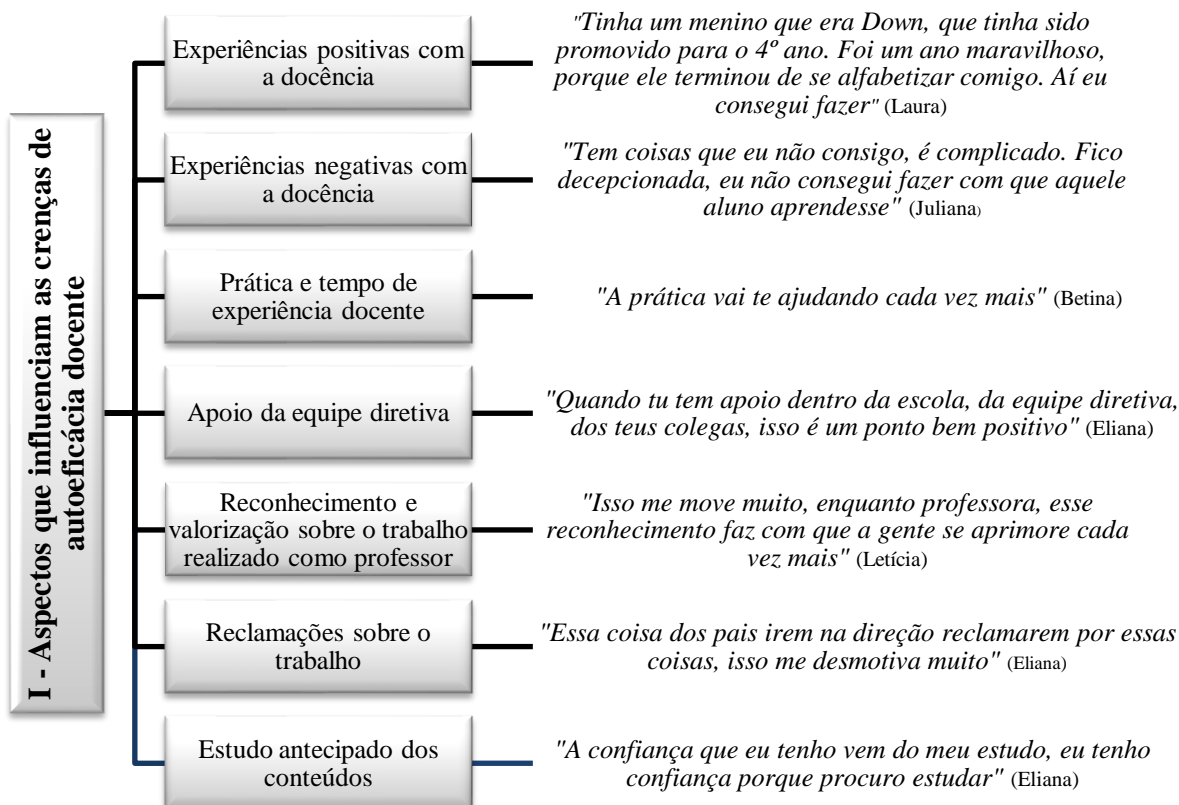 I - Aspectos que influenciam as crenças de
autoeficácia docente
Experiências positivas com
a docência
"Tinha um menino que era Down, que tinha sido
promovido para o 4º ano. Foi um ano maravilhoso,
porque ele terminou de se alfabetizar comigo. Aí eu
consegui fazer" (Laura)
Experiências negativas com
a docência
"Tem coisas que eu não consigo, é complicado. Fico
decepcionada, eu não consegui fazer com que aquele
aluno aprendesse" (Juliana)
Prática e tempo de
experiência docente
"A prática vai te ajudando cada vez mais" (Betina)
Apoio da equipe diretiva
"Quando tu tem apoio dentro da escola, da equipe diretiva,
dos teus colegas, isso é um ponto bem positivo" (Eliana)
Reconhecimento e
valorização sobre o trabalho
realizado como professor
"Isso me move muito, enquanto professora, esse
reconhecimento faz com que a gente se aprimore cada
vez mais" (Letícia)
Reclamações sobre o
trabalho
"Essa coisa dos pais irem na direção reclamarem por essas
coisas, isso me desmotiva muito" (Eliana)
Estudo antecipado dos
conteúdos
"A confiança que eu tenho vem do meu estudo, eu tenho
confiança porque procuro estudar" (Eliana)